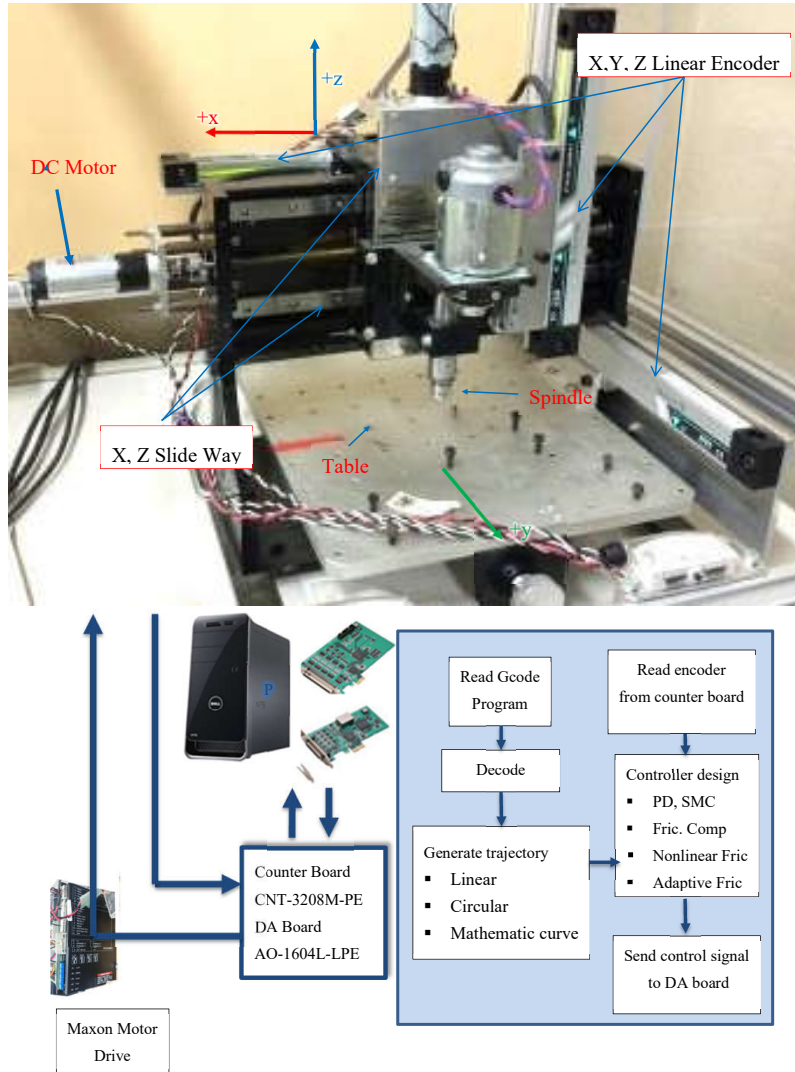 X,Y, Z Linear Encoder
+z
+x
DC Motor
Spindle
X, Z Slide Way
Table
+y
P
DELL
Read Gcode
Program
Read encoder
from counter board
Decode
Controller design
▪ PD, SMC
▪ Fric. Comp
▪ Nonlinear Fric
▪ Adaptive Fric
Generate trajectory
▪ Linear
▪ Circular
▪ Mathematic curve
Counter Board
CNT-3208M-PE
DA Board
AO-1604L-LPE
Send control signal
to DA board
Maxon Motor
Drive